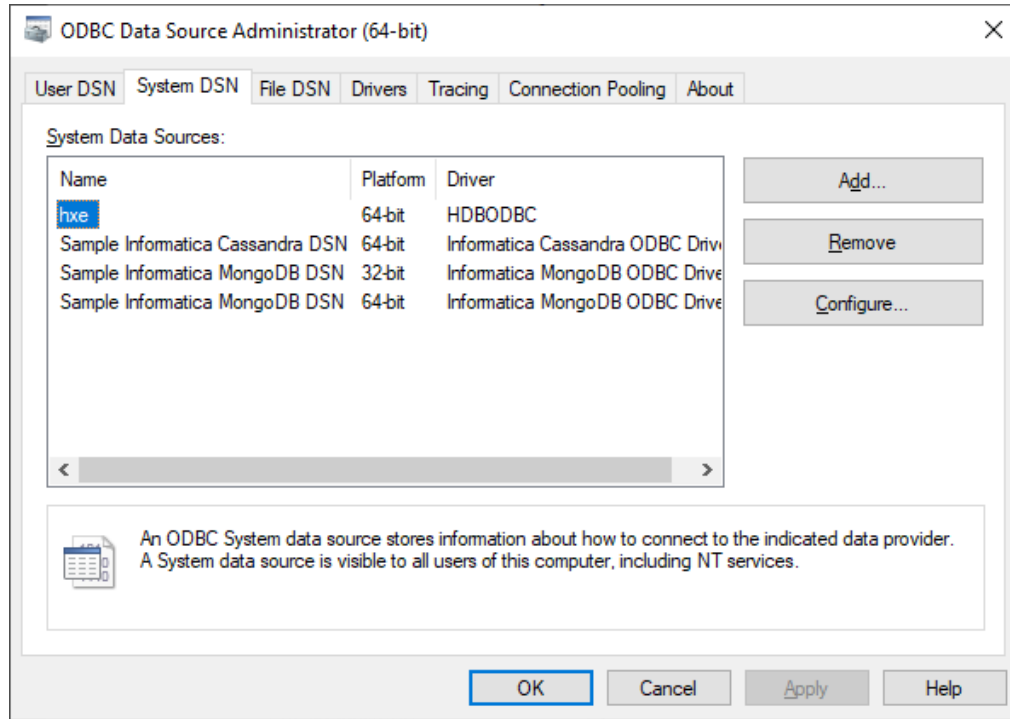 ODBC Data Source Administrator (64-bit)
User DSN System DSN File DSN Drivers Tracing Connection Pooling About
System Data Sources:
Name Platform Driver
hxe 64-bit HDBODBC
Sample Informatica Cassandra DSN 64-bit Informatica Cassandra ODBC Driv
Sample Informatica MongoDB DSN 32-bit Informatica MongoDB ODBC Drive
Sample Informatica MongoDB DSN 64-bit Informatica MongoDB ODBC Drive
Add...
Remove
Configure...
An ODBC System data source stores information about how to connect to the indicated data provider.
A System data source is visible to all users of this computer, including NT services.
OK Cancel Apply Help